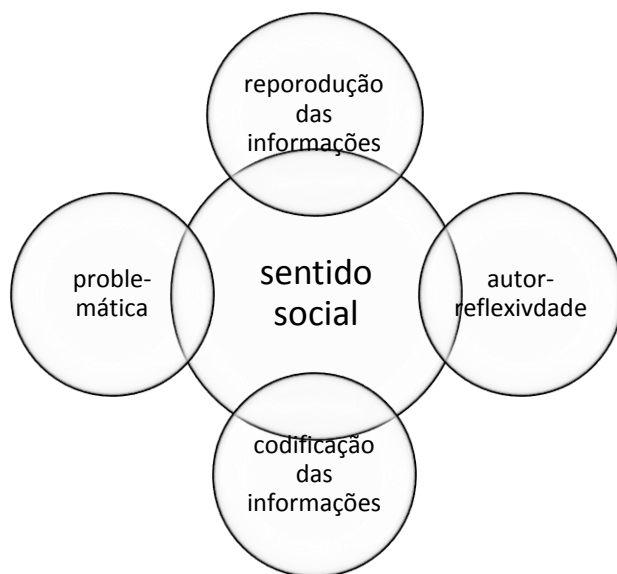 reporodução
das
informações
proble-
mática
sentido
social
autor-
reflexivdade
codificação
das
informações